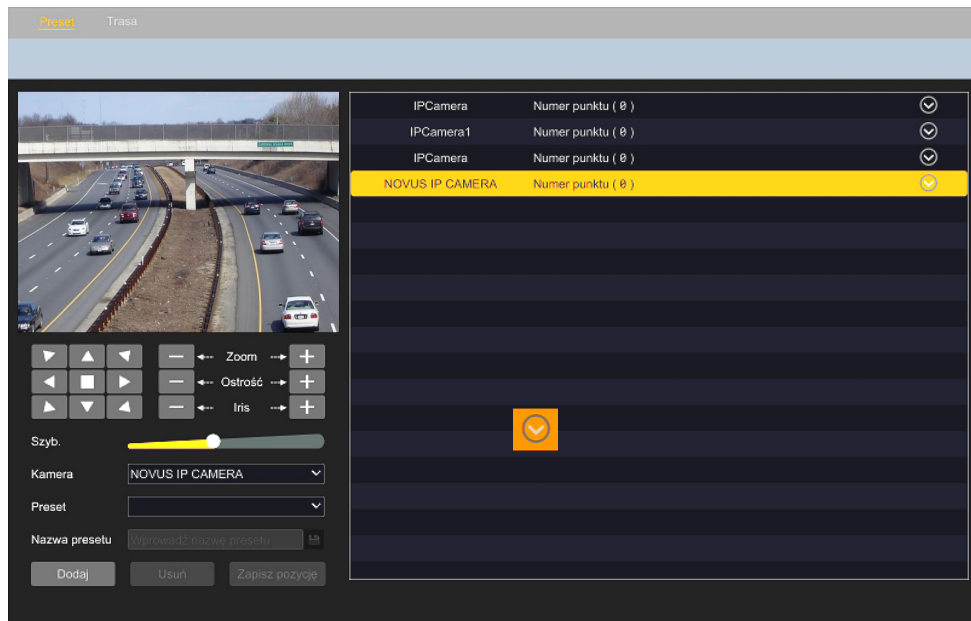 Preset Trasa
IPCamera Numer punktu ( 0 )
IPCamera1 Numer punktu ( 0 )
IPCamera Numer punktu ( 0 )
NOVUS IP CAMERA Numer punktu ( 0 )
Zoom
Ostrość
Iris
Szyb.
Kamera NOVUS IP CAMERA
Preset
Nazwa presetu Wprowadź nazwę presetu
Dodaj Usuń Zapisz pozycję